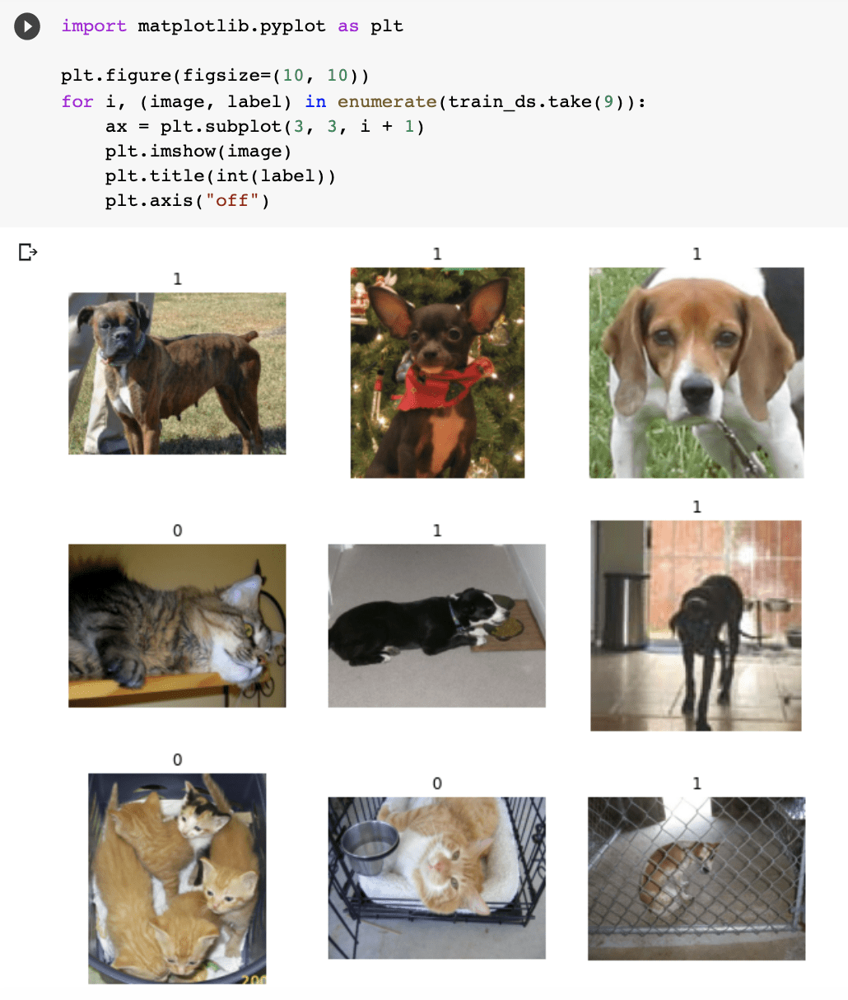 import matplotlib.pyplot as plt
plt.figure(figsize=(10, 10))
for i, (image, label) in enumerate(train_ds.take(9)):
    ax = plt.subplot(3, 3, i + 1)
    plt.imshow(image)
    plt.title(int(label))
    plt.axis("off")
1
1
1
0
1
1
0
0
1